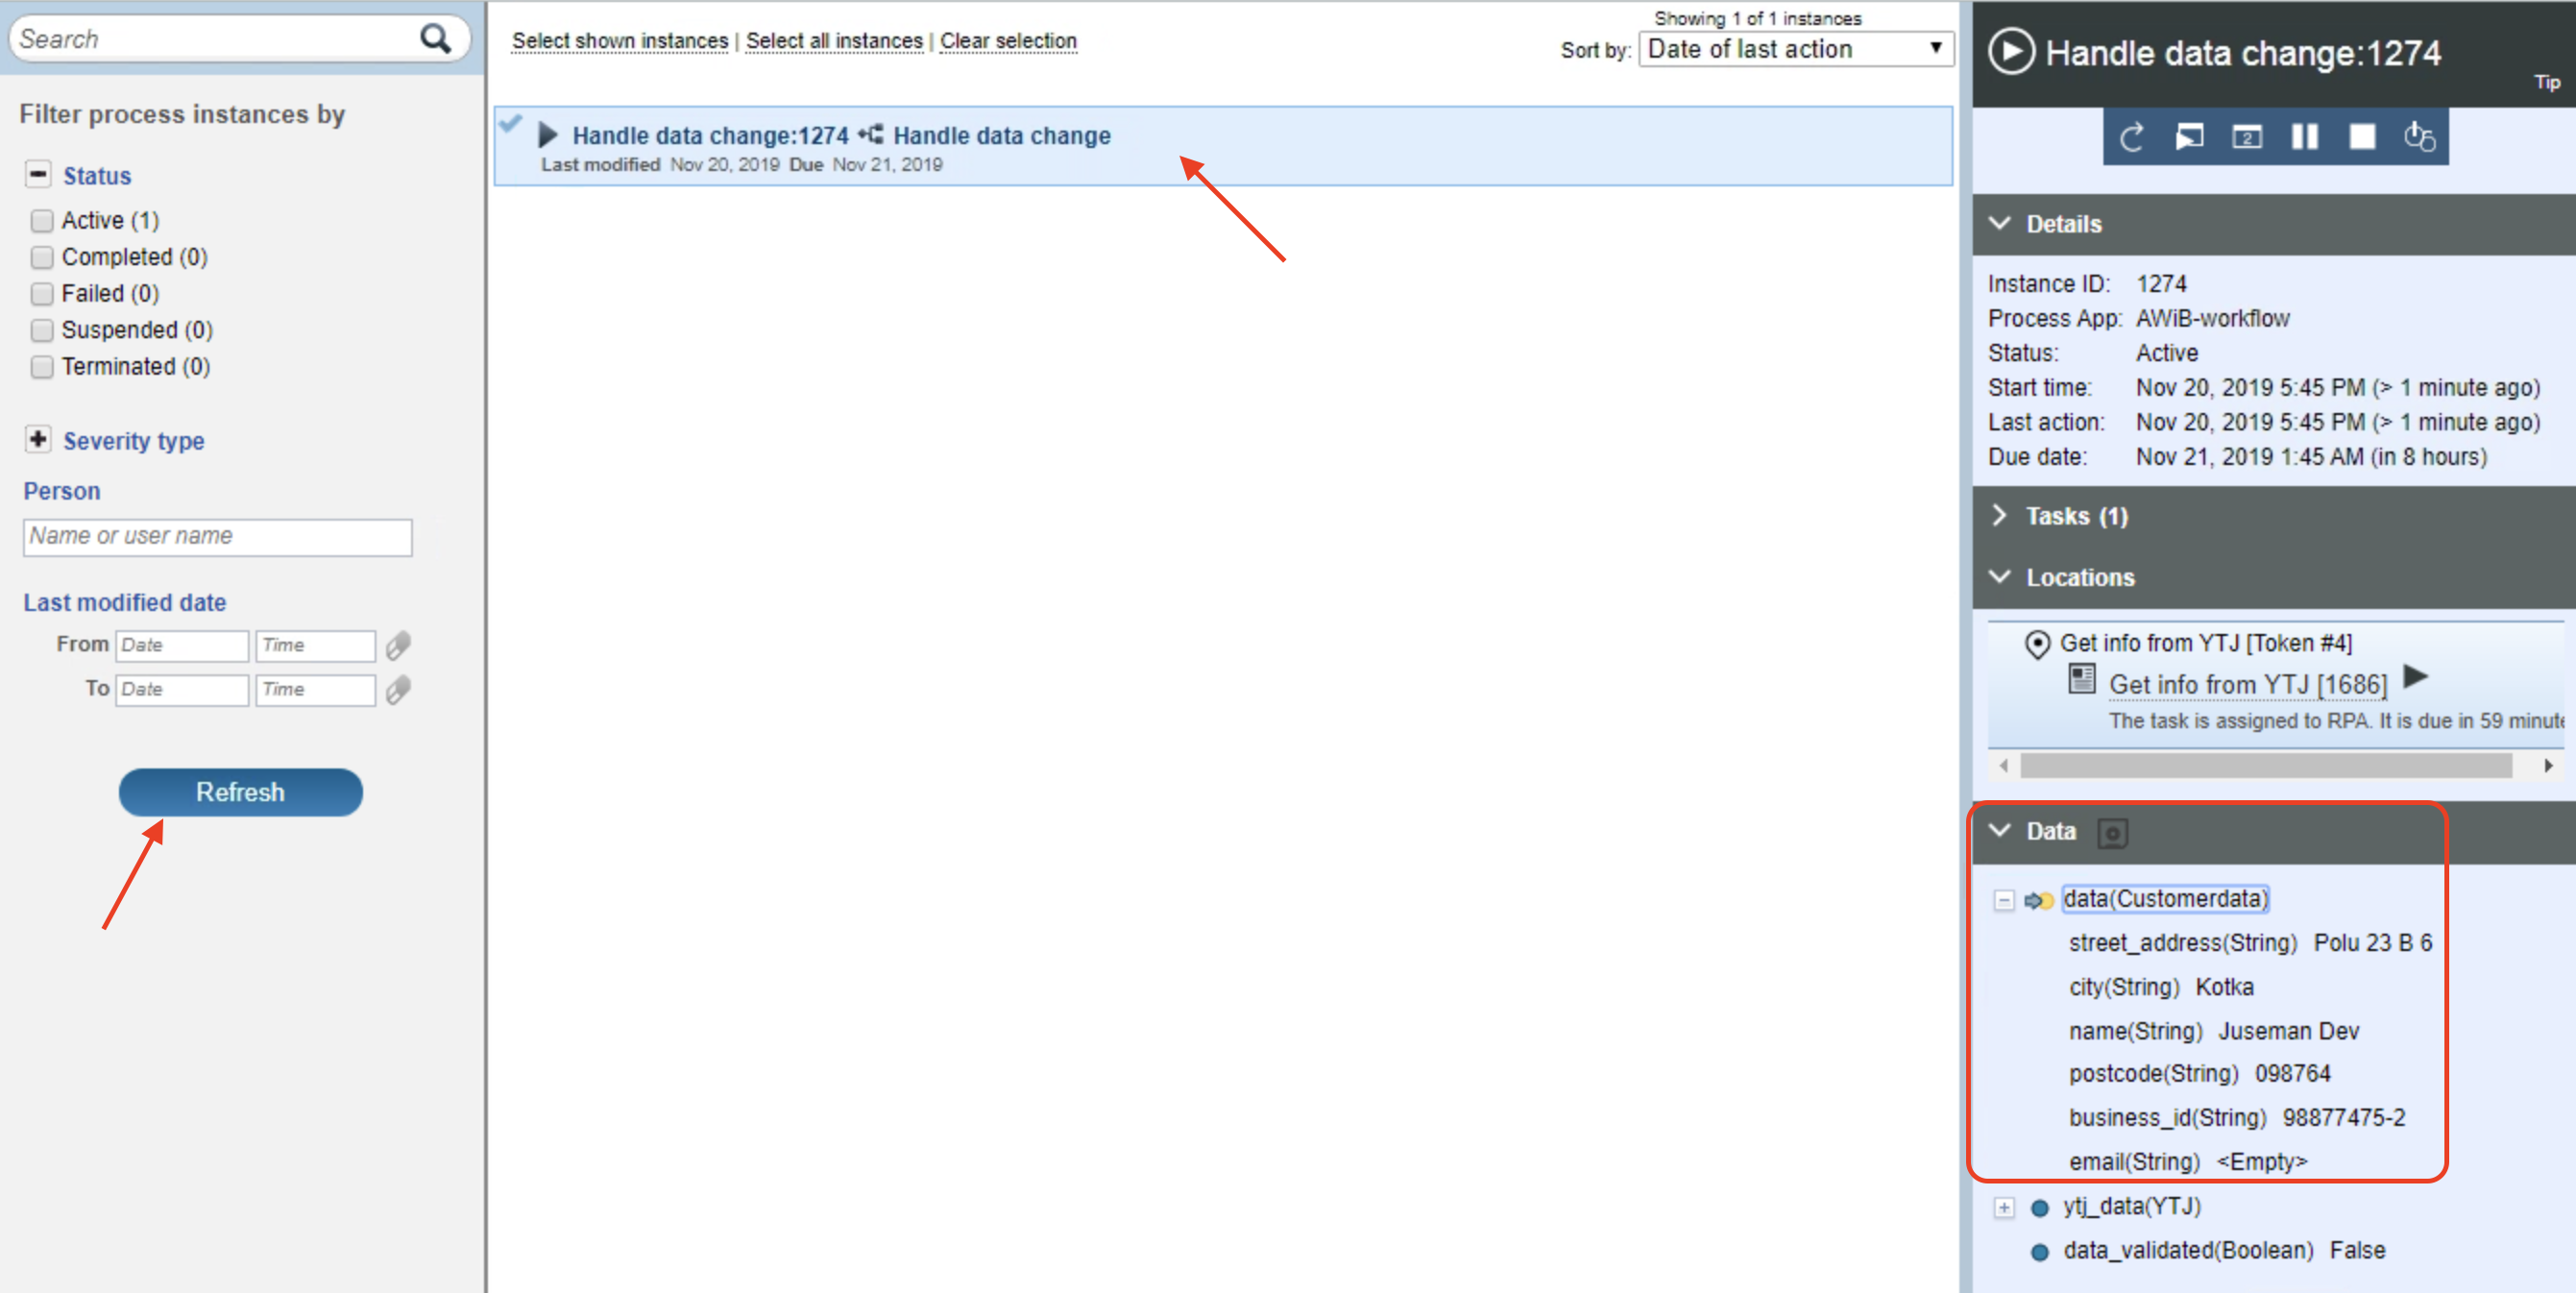 Search
Filter process instances by
Status
Active (1)
Completed (0)
Failed (0)
Suspended (0)
Terminated (0)
Severity type
Person
Name or user name
Last modified date
From Date Time
To Date Time
Refresh
Select shown instances | Select all instances | Clear selection
Showing 1 of 1 instances
Sort by: Date of last action
Handle data change:1274 Handle data change
Last modified Nov 20, 2019 Due Nov 21, 2019
Handle data change:1274
Tip
2
Details
Instance ID: 1274
Process App: AWiB-workflow
Status: Active
Start time: Nov 20, 2019 5:45 PM (> 1 minute ago)
Last action: Nov 20, 2019 5:45 PM (> 1 minute ago)
Due date: Nov 21, 2019 1:45 AM (in 8 hours)
Tasks (1)
Locations
Get info from YTJ [Token #4]
Get info from YTJ [1686]
The task is assigned to RPA. It is due in 59 minute
Data
data(Customerdata)
street_address(String) Polu 23 B 6
city(String) Kotka
name(String) Juseman Dev
postcode(String) 098764
business_id(String) 98877475-2
email(String) <Empty>
ytj_data(YTJ)
data_validated(Boolean) False